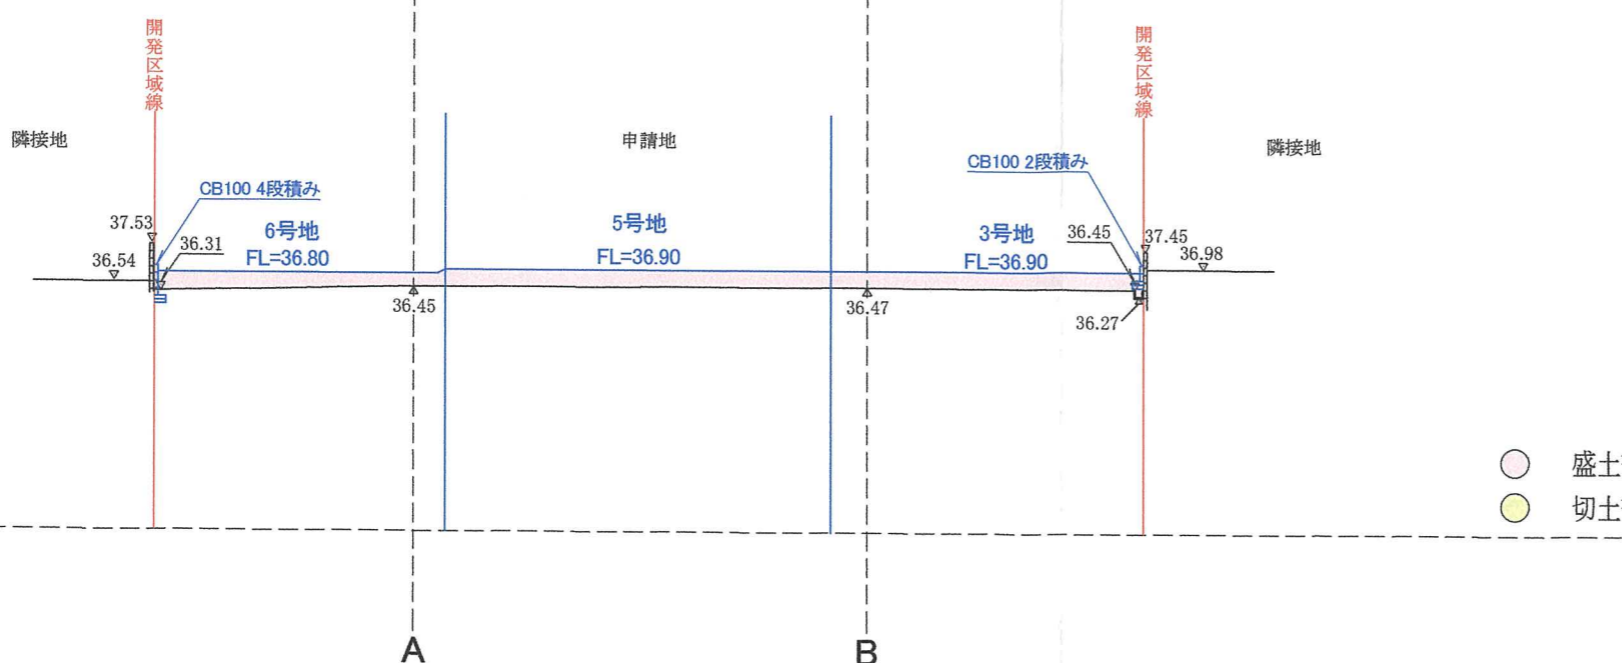 開発区域線
開発区域線
隣接地
申請地
隣接地
CB100 4段積み
CB100 2段積み
37.53
36.31
36.54
6号地
FL=36.80
5号地
FL=36.90
3号地
FL=36.90
36.45
37.45
36.98
36.45
36.47
36.27
盛土
切土
A
B